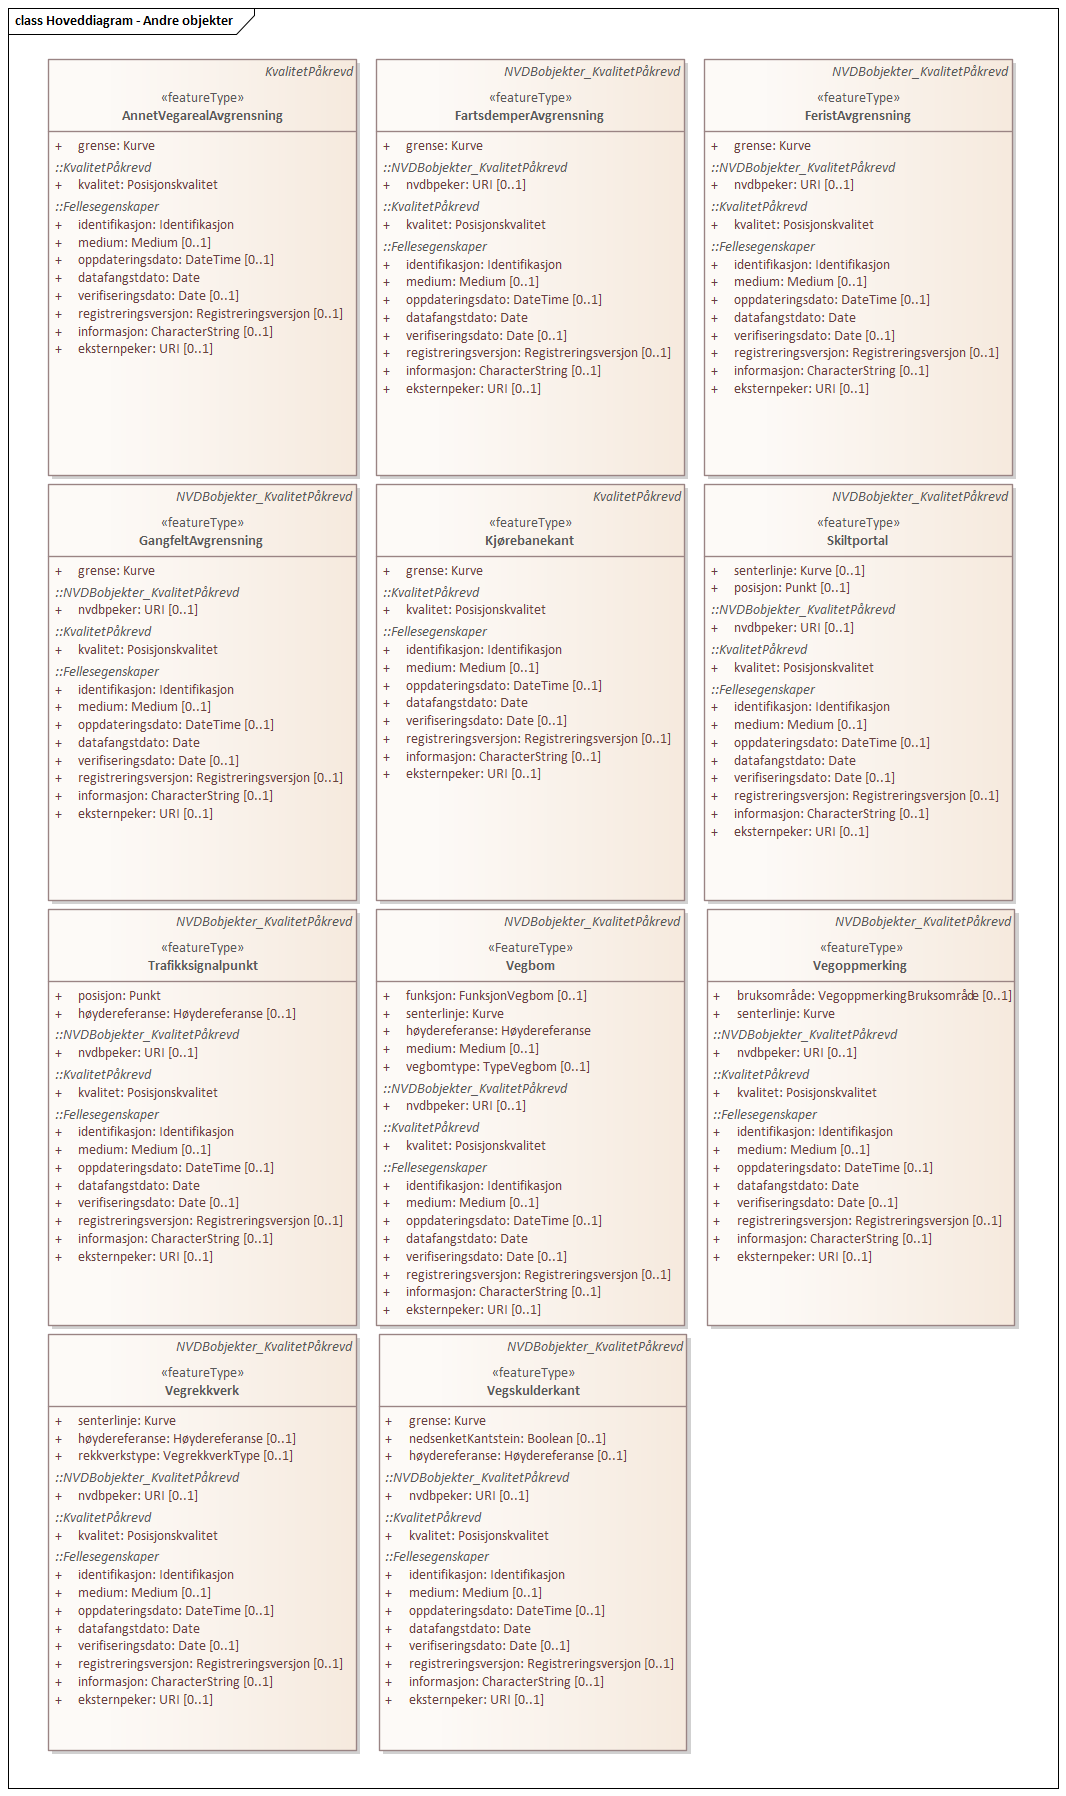 class Hoveddiagram - Andre objekter
KvalitetPåkrevd
«featureType»
AnnetVegarealAvgrensning
+ grense: Kurve
::KvalitetPåkrevd
+ kvalitet: Posisjonskvalitet
::Fellesegenskaper
+ identifikasjon: Identifikasjon
+ medium: Medium [0..1]
+ oppdateringsdato: DateTime [0..1]
+ datafangstdato: Date
+ verifiseringsdato: Date [0..1]
+ registreringsversjon: Registreringsversjon [0..1]
+ informasjon: CharacterString [0..1]
+ eksternpeker: URI [0..1]
NVDBobjekter_KvalitetPåkrevd
«featureType»
FartsdemperAvgrensning
+ grense: Kurve
::NVDBobjekter_KvalitetPåkrevd
+ nvdbpeker: URI [0..1]
::KvalitetPåkrevd
+ kvalitet: Posisjonskvalitet
::Fellesegenskaper
+ identifikasjon: Identifikasjon
+ medium: Medium [0..1]
+ oppdateringsdato: DateTime [0..1]
+ datafangstdato: Date
+ verifiseringsdato: Date [0..1]
+ registreringsversjon: Registreringsversjon [0..1]
+ informasjon: CharacterString [0..1]
+ eksternpeker: URI [0..1]
NVDBobjekter_KvalitetPåkrevd
«featureType»
FeristAvgrensning
+ grense: Kurve
::NVDBobjekter_KvalitetPåkrevd
+ nvdbpeker: URI [0..1]
::KvalitetPåkrevd
+ kvalitet: Posisjonskvalitet
::Fellesegenskaper
+ identifikasjon: Identifikasjon
+ medium: Medium [0..1]
+ oppdateringsdato: DateTime [0..1]
+ datafangstdato: Date
+ verifiseringsdato: Date [0..1]
+ registreringsversjon: Registreringsversjon [0..1]
+ informasjon: CharacterString [0..1]
+ eksternpeker: URI [0..1]
NVDBobjekter_KvalitetPåkrevd
«featureType»
GangfeltAvgrensning
+ grense: Kurve
::NVDBobjekter_KvalitetPåkrevd
+ nvdbpeker: URI [0..1]
::KvalitetPåkrevd
+ kvalitet: Posisjonskvalitet
::Fellesegenskaper
+ identifikasjon: Identifikasjon
+ medium: Medium [0..1]
+ oppdateringsdato: DateTime [0..1]
+ datafangstdato: Date
+ verifiseringsdato: Date [0..1]
+ registreringsversjon: Registreringsversjon [0..1]
+ informasjon: CharacterString [0..1]
+ eksternpeker: URI [0..1]
KvalitetPåkrevd
«featureType»
Kjørebanekant
+ grense: Kurve
::KvalitetPåkrevd
+ kvalitet: Posisjonskvalitet
::Fellesegenskaper
+ identifikasjon: Identifikasjon
+ medium: Medium [0..1]
+ oppdateringsdato: DateTime [0..1]
+ datafangstdato: Date
+ verifiseringsdato: Date [0..1]
+ registreringsversjon: Registreringsversjon [0..1]
+ informasjon: CharacterString [0..1]
+ eksternpeker: URI [0..1]
NVDBobjekter_KvalitetPåkrevd
«featureType»
Skiltportal
+ senterlinje: Kurve [0..1]
+ posisjon: Punkt [0..1]
::NVDBobjekter_KvalitetPåkrevd
+ nvdbpeker: URI [0..1]
::KvalitetPåkrevd
+ kvalitet: Posisjonskvalitet
::Fellesegenskaper
+ identifikasjon: Identifikasjon
+ medium: Medium [0..1]
+ oppdateringsdato: DateTime [0..1]
+ datafangstdato: Date
+ verifiseringsdato: Date [0..1]
+ registreringsversjon: Registreringsversjon [0..1]
+ informasjon: CharacterString [0..1]
+ eksternpeker: URI [0..1]
NVDBobjekter_KvalitetPåkrevd
«featureType»
Trafikksignalpunkt
+ posisjon: Punkt
+ høydereferanse: Høydereferanse [0..1]
::NVDBobjekter_KvalitetPåkrevd
+ nvdbpeker: URI [0..1]
::KvalitetPåkrevd
+ kvalitet: Posisjonskvalitet
::Fellesegenskaper
+ identifikasjon: Identifikasjon
+ medium: Medium [0..1]
+ oppdateringsdato: DateTime [0..1]
+ datafangstdato: Date
+ verifiseringsdato: Date [0..1]
+ registreringsversjon: Registreringsversjon [0..1]
+ informasjon: CharacterString [0..1]
+ eksternpeker: URI [0..1]
NVDBobjekter_KvalitetPåkrevd
«FeatureType»
Vegbom
+ funksjon: FunksjonVegbom [0..1]
+ senterlinje: Kurve
+ høydereferanse: Høydereferanse
+ medium: Medium [0..1]
+ vegbomtype: TypeVegbom [0..1]
::NVDBobjekter_KvalitetPåkrevd
+ nvdbpeker: URI [0..1]
::KvalitetPåkrevd
+ kvalitet: Posisjonskvalitet
::Fellesegenskaper
+ identifikasjon: Identifikasjon
+ medium: Medium [0..1]
+ oppdateringsdato: DateTime [0..1]
+ datafangstdato: Date
+ verifiseringsdato: Date [0..1]
+ registreringsversjon: Registreringsversjon [0..1]
+ informasjon: CharacterString [0..1]
+ eksternpeker: URI [0..1]
NVDBobjekter_KvalitetPåkrevd
«featureType»
Vegoppmerking
+ bruksområde: VegoppmerkingBruksområde [0..1]
+ senterlinje: Kurve
::NVDBobjekter_KvalitetPåkrevd
+ nvdbpeker: URI [0..1]
::KvalitetPåkrevd
+ kvalitet: Posisjonskvalitet
::Fellesegenskaper
+ identifikasjon: Identifikasjon
+ medium: Medium [0..1]
+ oppdateringsdato: DateTime [0..1]
+ datafangstdato: Date
+ verifiseringsdato: Date [0..1]
+ registreringsversjon: Registreringsversjon [0..1]
+ informasjon: CharacterString [0..1]
+ eksternpeker: URI [0..1]
NVDBobjekter_KvalitetPåkrevd
«featureType»
Vegrekkverk
+ senterlinje: Kurve
+ høydereferanse: Høydereferanse [0..1]
+ rekkverkstype: VegrekkverkType [0..1]
::NVDBobjekter_KvalitetPåkrevd
+ nvdbpeker: URI [0..1]
::KvalitetPåkrevd
+ kvalitet: Posisjonskvalitet
::Fellesegenskaper
+ identifikasjon: Identifikasjon
+ medium: Medium [0..1]
+ oppdateringsdato: DateTime [0..1]
+ datafangstdato: Date
+ verifiseringsdato: Date [0..1]
+ registreringsversjon: Registreringsversjon [0..1]
+ informasjon: CharacterString [0..1]
+ eksternpeker: URI [0..1]
NVDBobjekter_KvalitetPåkrevd
«featureType»
Vegskulderkant
+ grense: Kurve
+ nedsenketKantstein: Boolean [0..1]
+ høydereferanse: Høydereferanse [0..1]
::NVDBobjekter_KvalitetPåkrevd
+ nvdbpeker: URI [0..1]
::KvalitetPåkrevd
+ kvalitet: Posisjonskvalitet
::Fellesegenskaper
+ identifikasjon: Identifikasjon
+ medium: Medium [0..1]
+ oppdateringsdato: DateTime [0..1]
+ datafangstdato: Date
+ verifiseringsdato: Date [0..1]
+ registreringsversjon: Registreringsversjon [0..1]
+ informasjon: CharacterString [0..1]
+ eksternpeker: URI [0..1]